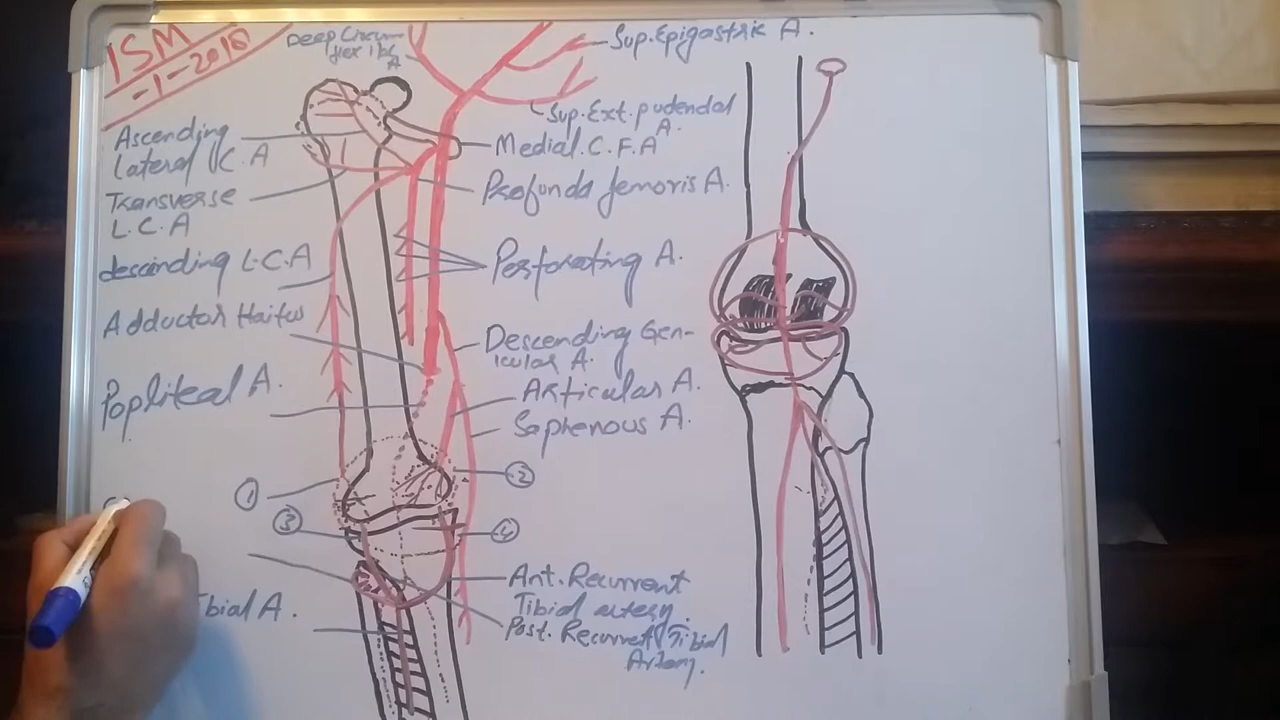 ISM
-1-2018
Deep Circum-
flex
A
Sup.Epigastric A.
Sup.Ext.pudendal
A.
Ascending
Lateral C.A
Medial.C.F.A
Transverse
L.C.A
Profunda femoris A.
descending L.C.A
Perforating A.
Adductor Haitus
Descending Gen-
icular A.
Popliteal A.
Articular A.
Saphenous A.
1
2
3
4
Ant.Recurrent
Tibial artery.
Tibial A.
Post. Recurrent Tibial
Artery.